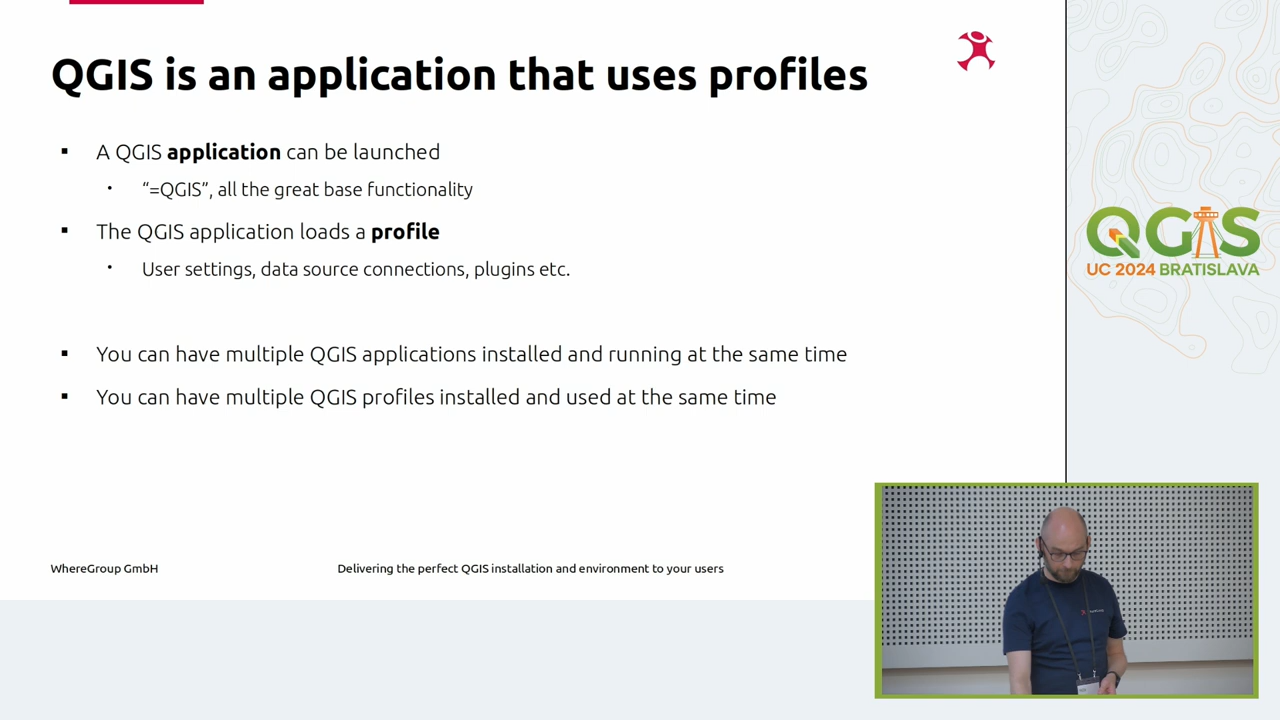 QGIS is an application that uses profiles
A QGIS application can be launched
“=QGIS”, all the great base functionality
The QGIS application loads a profile
User settings, data source connections, plugins etc.
You can have multiple QGIS applications installed and running at the same time
You can have multiple QGIS profiles installed and used at the same time
WhereGroup GmbH
Delivering the perfect QGIS installation and environment to your users
QGIS
UC 2024 BRATISLAVA